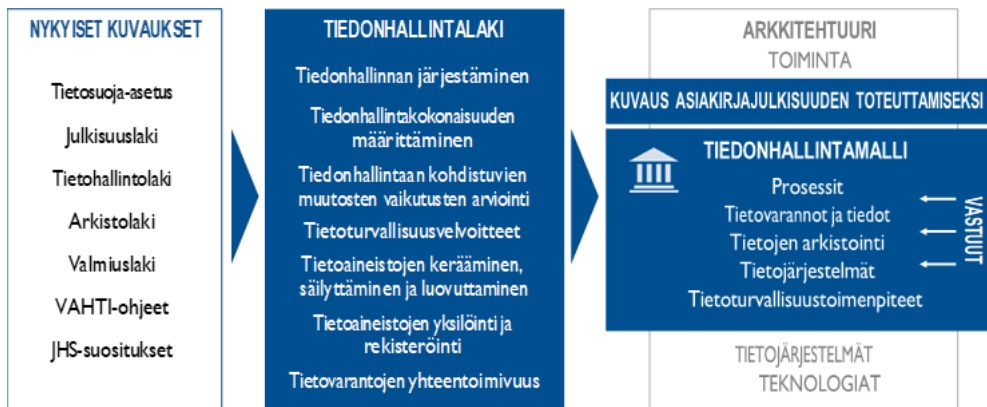 NYKYISET KUVAUKSET
Tietosuoja-asetus
Julkisuuslaki
Tietohallintolaki
Arkistolaki
Valmiuslaki
VAHTI-ohjeet
JHS-suositukset
TIEDONHALLINTALAKI
Tiedonhallinnan järjestäminen
Tiedonhallintakokonaisuuden
määrittäminen
Tiedonhallintaan kohdistuvien
muutosten vaikutusten arviointi
Tietoturvallisuusvelvoitteet
Tietoaineistojen kerääminen,
säilyttäminen ja luovuttaminen
Tietoaineistojen yksilöinti ja
rekisteröinti
Tietovarantojen yhteentoimivuus
ARKKITEHTUURI
TOIMINTA
KUVAUS ASIAKIRJAJULKISUUDEN TOTEUTTAMISEKSI
TIEDONHALLINTAMALLI
Prosessit
Tietovarannot ja tiedot
Tietojen arkistointi
Tietojärjestelmät
Tietoturvallisuustoimenpiteet
VASTUUT
TIETOJÄRJESTELMÄT
TEKNOLOGIAT